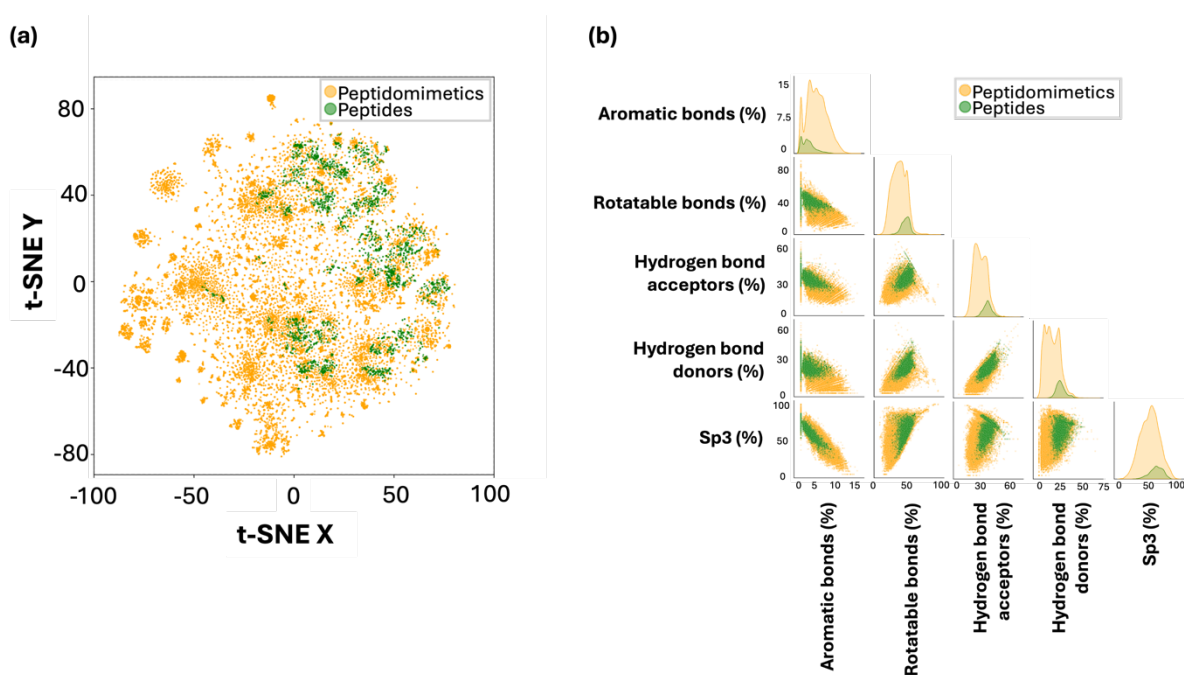 (a)
Peptidomimetics
Peptides
80
40
0
-40
-80
t-SNE Y
-100
-50
0
50
100
t-SNE X
(b)
Peptidomimetics
Peptides
Aromatic bonds (%)
15
7.5
0
Rotatable bonds (%)
80
40
0
Hydrogen bond
acceptors (%)
60
30
0
Hydrogen bond
donors (%)
60
30
0
Sp3 (%)
100
50
0
0 5 10 15
0 50 100
0 30 60
0 25 50 75
0 50 100
Aromatic bonds (%)
Rotatable bonds (%)
Hydrogen bond
acceptors (%)
Hydrogen bond
donors (%)
Sp3 (%)